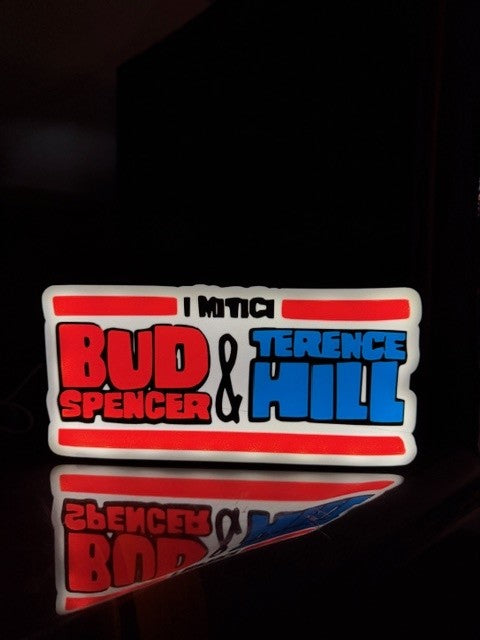 I MITICI
BUD SPENCER & TERENCE HILL